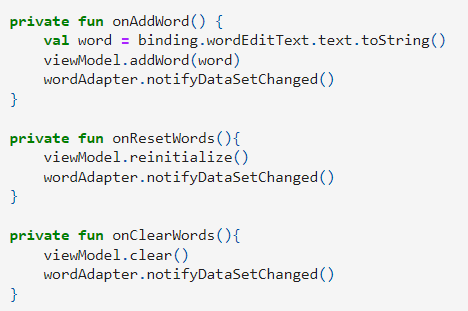 private fun onAddWord() {
    val word = binding.wordEditText.text.toString()
    viewModel.addWord(word)
    wordAdapter.notifyDataSetChanged()
}

private fun onResetWords(){
    viewModel.reinitialize()
    wordAdapter.notifyDataSetChanged()
}

private fun onClearWords(){
    viewModel.clear()
    wordAdapter.notifyDataSetChanged()
}